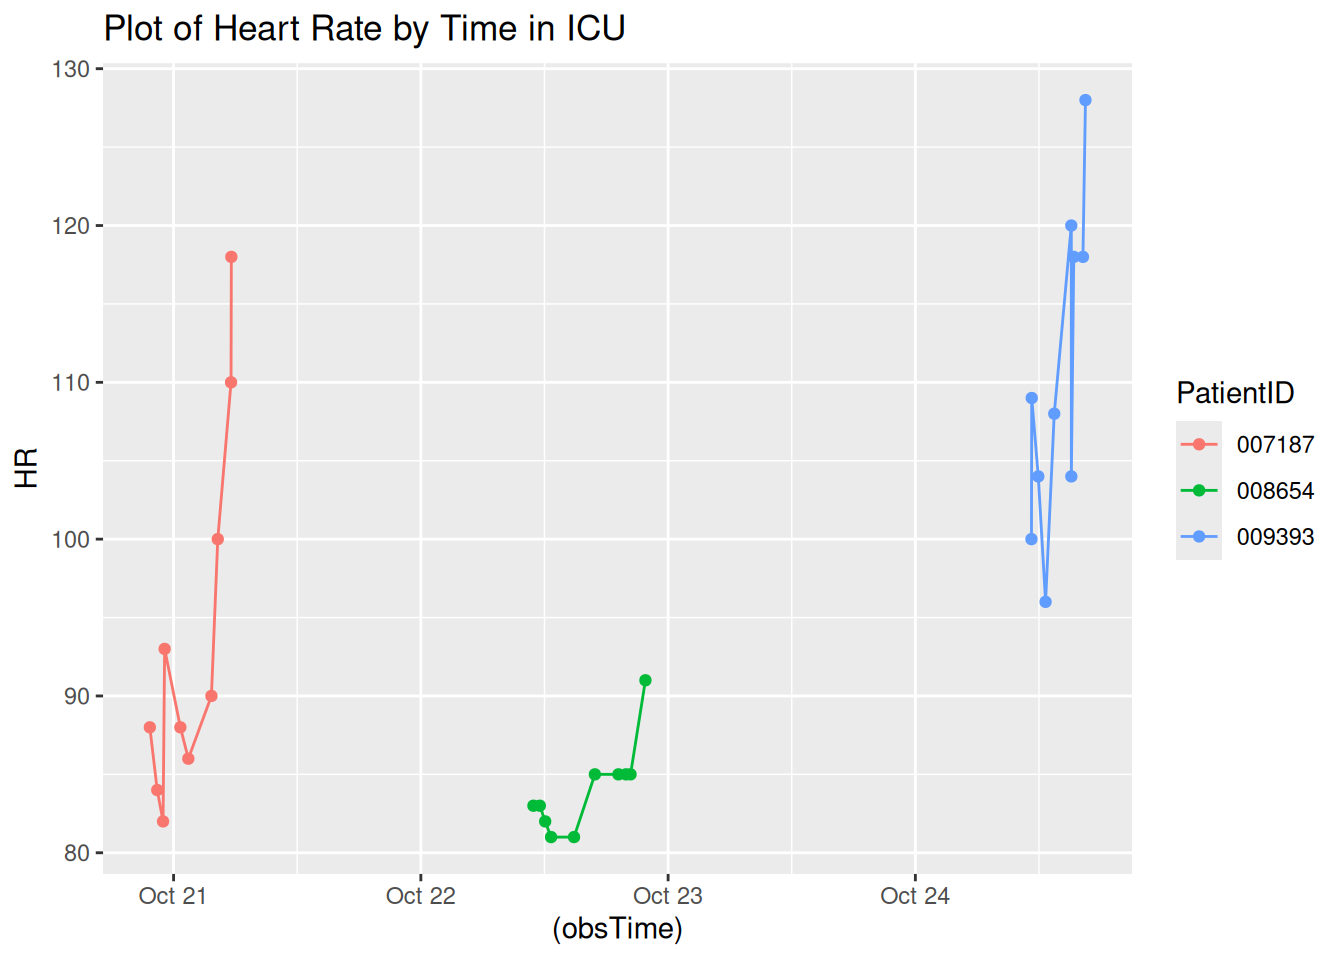 Plot of Heart Rate by Time in ICU
130
120
110
100
90
80
HR
Oct 21
Oct 22
Oct 23
Oct 24
(obsTime)
PatientID
007187
008654
009393